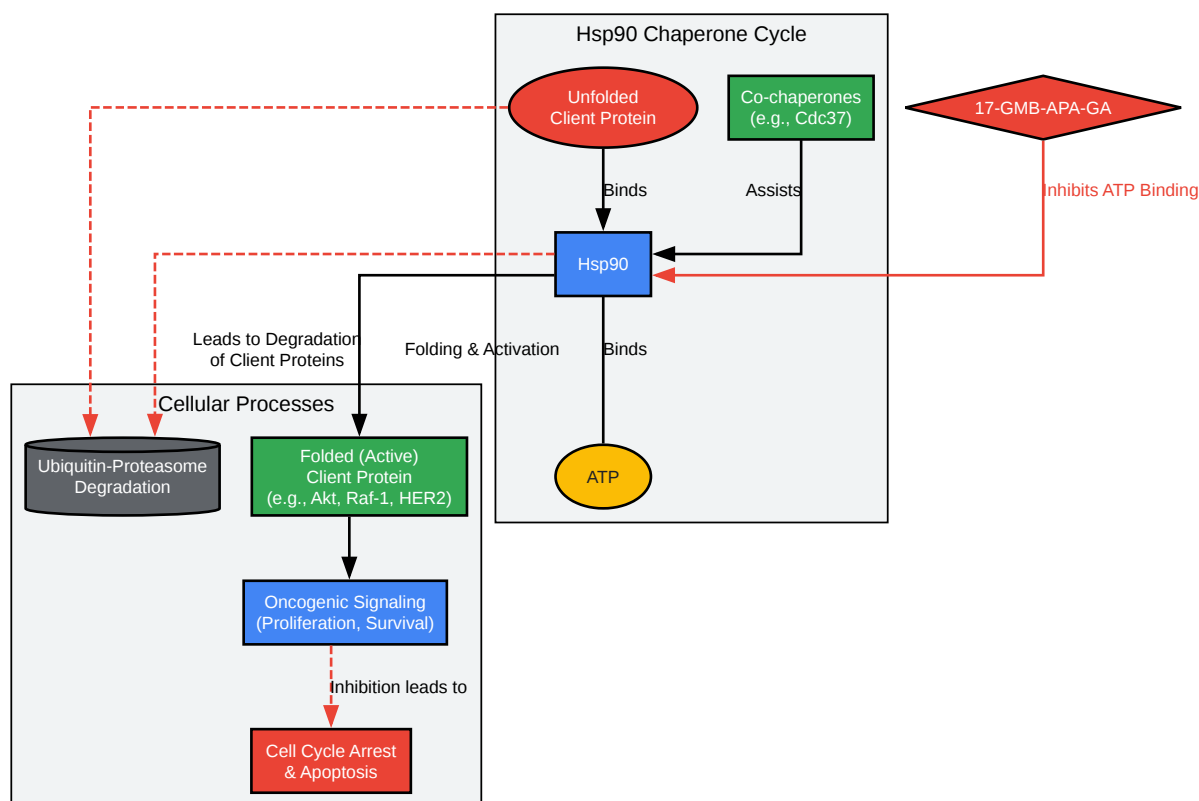 Hsp90 Chaperone Cycle
Unfolded
Client Protein
Co-chaperones
(e.g., Cdc37)
17-GMB-APA-GA
Binds
Assists
Inhibits ATP Binding
Hsp90
Leads to Degradation
of Client Proteins
Folding & Activation
Binds
Cellular Processes
Ubiquitin-Proteasome
Degradation
Folded (Active)
Client Protein
(e.g., Akt, Raf-1, HER2)
ATP
Oncogenic Signaling
(Proliferation, Survival)
Inhibition leads to
Cell Cycle Arrest
& Apoptosis